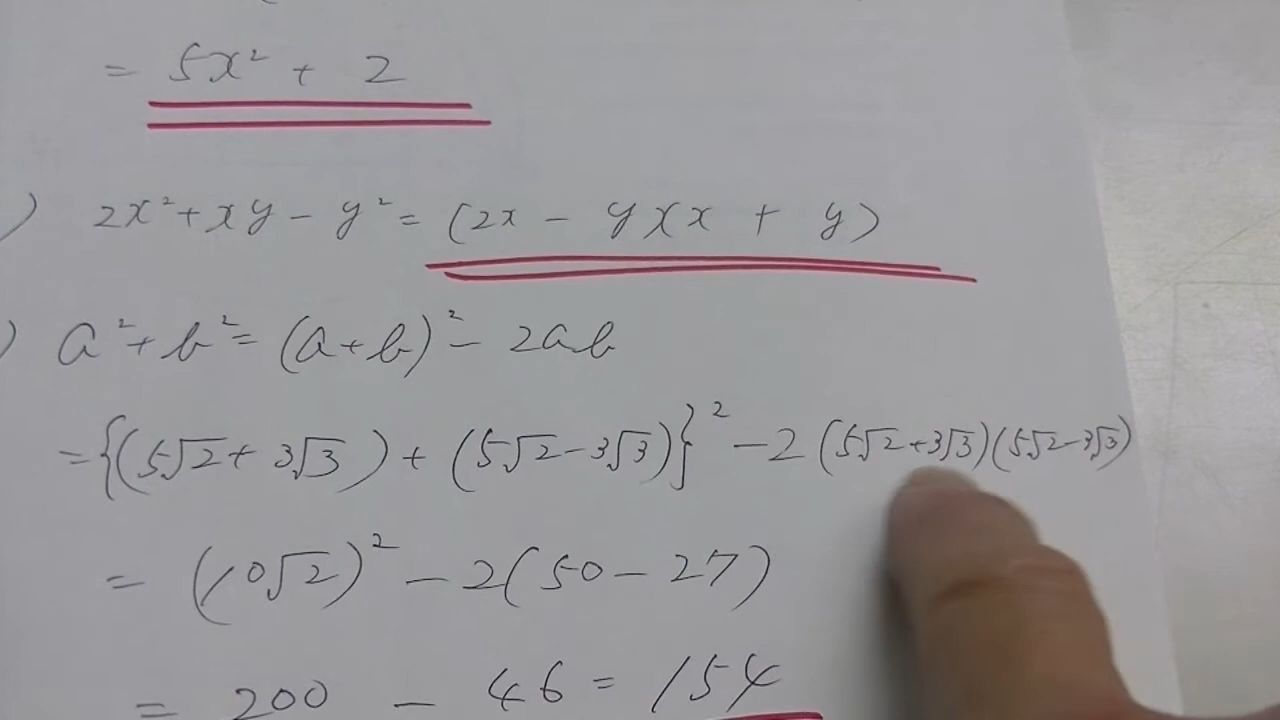 = 5x² + 2
) 2x²+xy-y²= (2x - y)(x + y)
) a²+b²= (a+b)²- 2ab
={(5√2+3√3)+(5√2-3√3)}²-2(5√2+3√3)(5√2-3√3)
= (10√2)²-2(50-27)
= 200 - 46 = 154